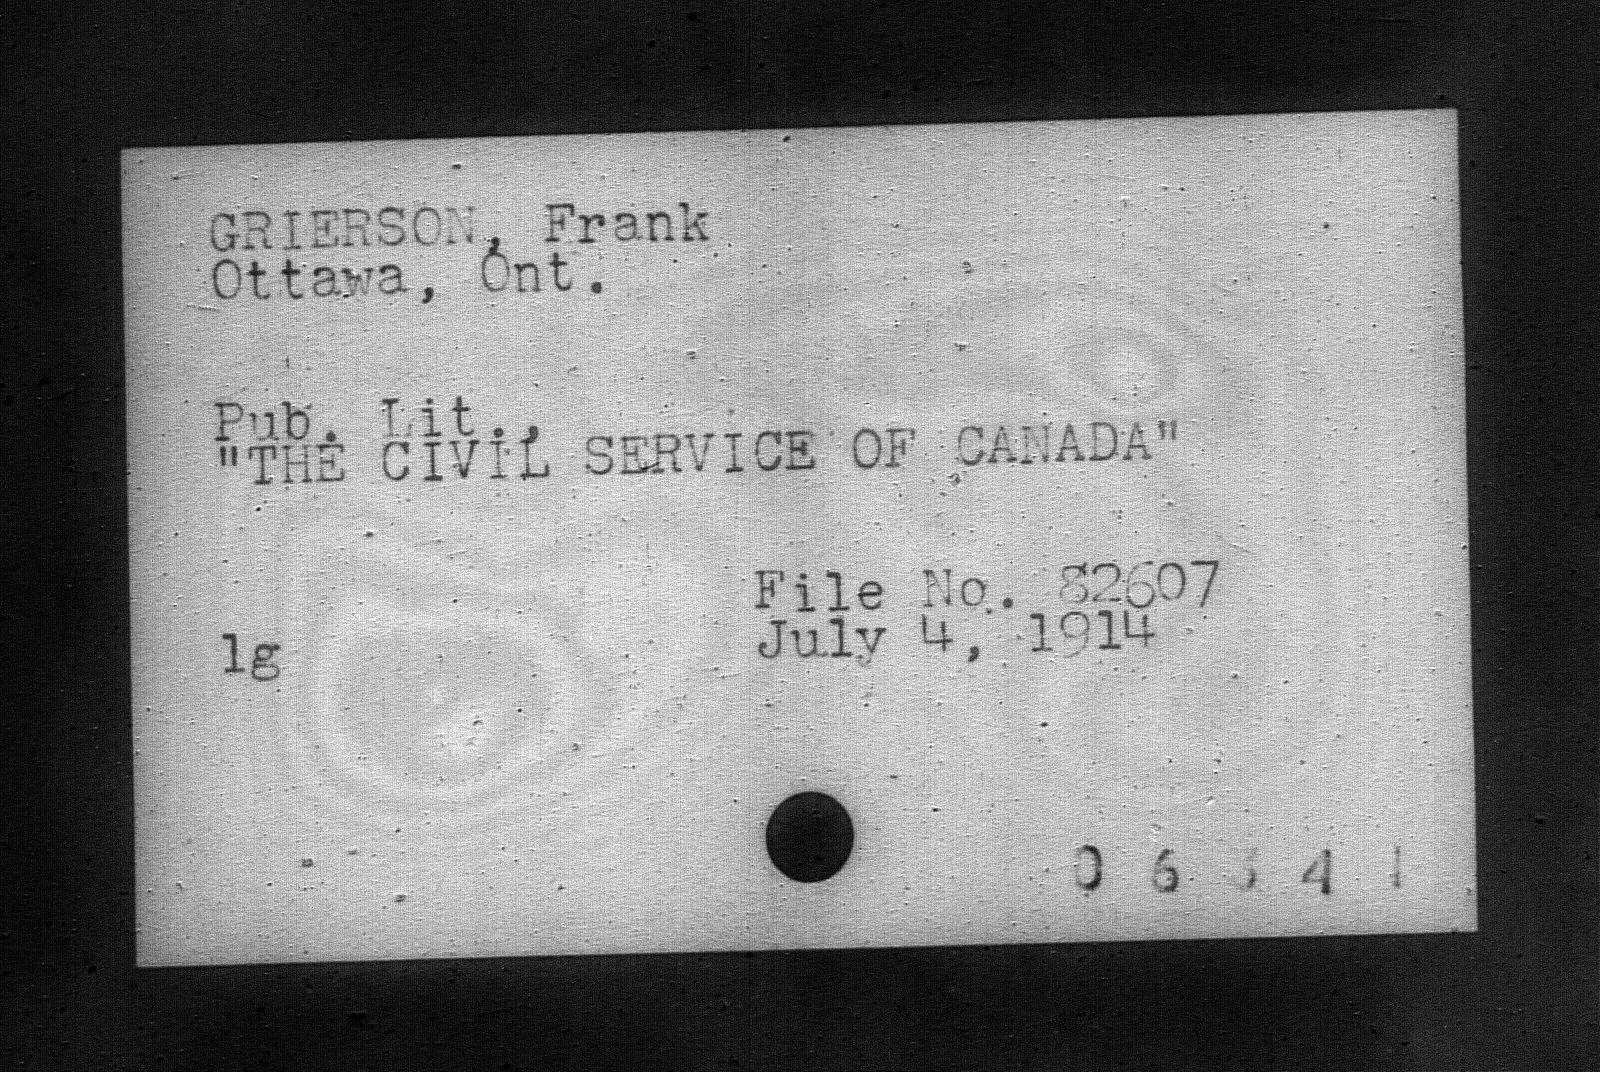 GRIERSON, Frank
Ottawa, Ont.
Pub. Lit.,
"THE CIVIL SERVICE OF CANADA"
File No. 82607
lg
July 4, 1914